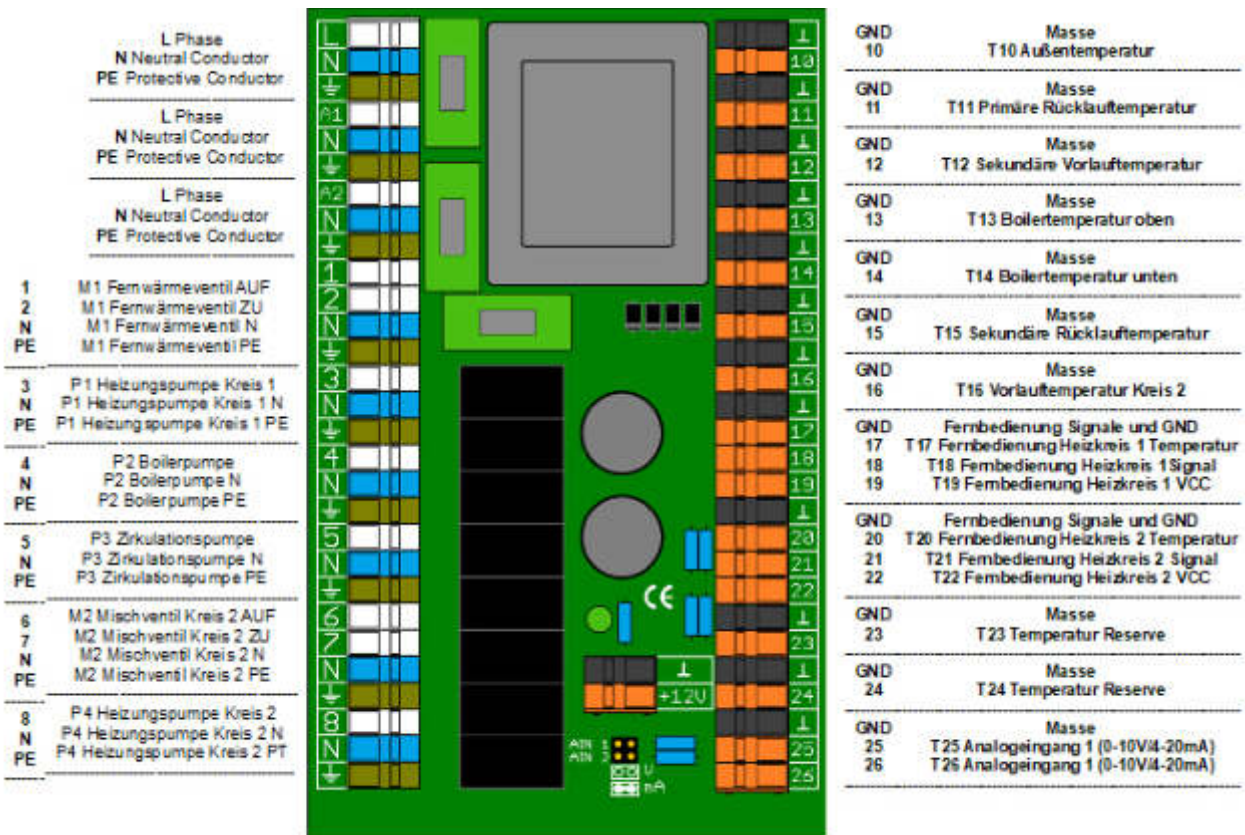 L Phase
N Neutral Conductor
PE Protective Conductor
L Phase
N Neutral Conductor
PE Protective Conductor
L Phase
N Neutral Conductor
PE Protective Conductor
1 M1 Fernwärmeventil AUF
2 M1 Fernwärmeventil ZU
N M1 Fernwärmeventil N
PE M1 Fernwärmeventil PE
3 P1 Heizungspumpe Kreis 1
N P1 Heizungspumpe Kreis 1 N
PE P1 Heizungspumpe Kreis 1 PE
4 P2 Boilerpumpe
N P2 Boilerpumpe N
PE P2 Boilerpumpe PE
5 P3 Zirkulationspumpe
N P3 Zirkulationspumpe N
PE P3 Zirkulationspumpe PE
6 M2 Mischventil Kreis 2 AUF
7 M2 Mischventil Kreis 2 ZU
N M2 Mischventil Kreis 2 N
PE M2 Mischventil Kreis 2 PE
8 P4 Heizungspumpe Kreis 2
N P4 Heizungspumpe Kreis 2 N
PE P4 Heizungspumpe Kreis 2 PT
L
N
A1
N
A2
N
1
2
N
3
N
4
N
5
N
6
7
N
8
N
CE
+12V
AIN 1
AIN 2
V
mA
10
11
12
13
14
15
16
17
18
19
20
21
22
23
24
25
26
GND Masse
10 T10 Außentemperatur
GND Masse
11 T11 Primäre Rücklauftemperatur
GND Masse
12 T12 Sekundäre Vorlauftemperatur
GND Masse
13 T13 Boilertemperatur oben
GND Masse
14 T14 Boilertemperatur unten
GND Masse
15 T15 Sekundäre Rücklauftemperatur
GND Masse
16 T16 Vorlauftemperatur Kreis 2
GND Fernbedienung Signale und GND
17 T17 Fernbedienung Heizkreis 1 Temperatur
18 T18 Fernbedienung Heizkreis 1 Signal
19 T19 Fernbedienung Heizkreis 1 VCC
GND Fernbedienung Signale und GND
20 T20 Fernbedienung Heizkreis 2 Temperatur
21 T21 Fernbedienung Heizkreis 2 Signal
22 T22 Fernbedienung Heizkreis 2 VCC
GND Masse
23 T23 Temperatur Reserve
GND Masse
24 T24 Temperatur Reserve
GND Masse
25 T25 Analogeingang 1 (0-10V/4-20mA)
26 T26 Analogeingang 1 (0-10V/4-20mA)